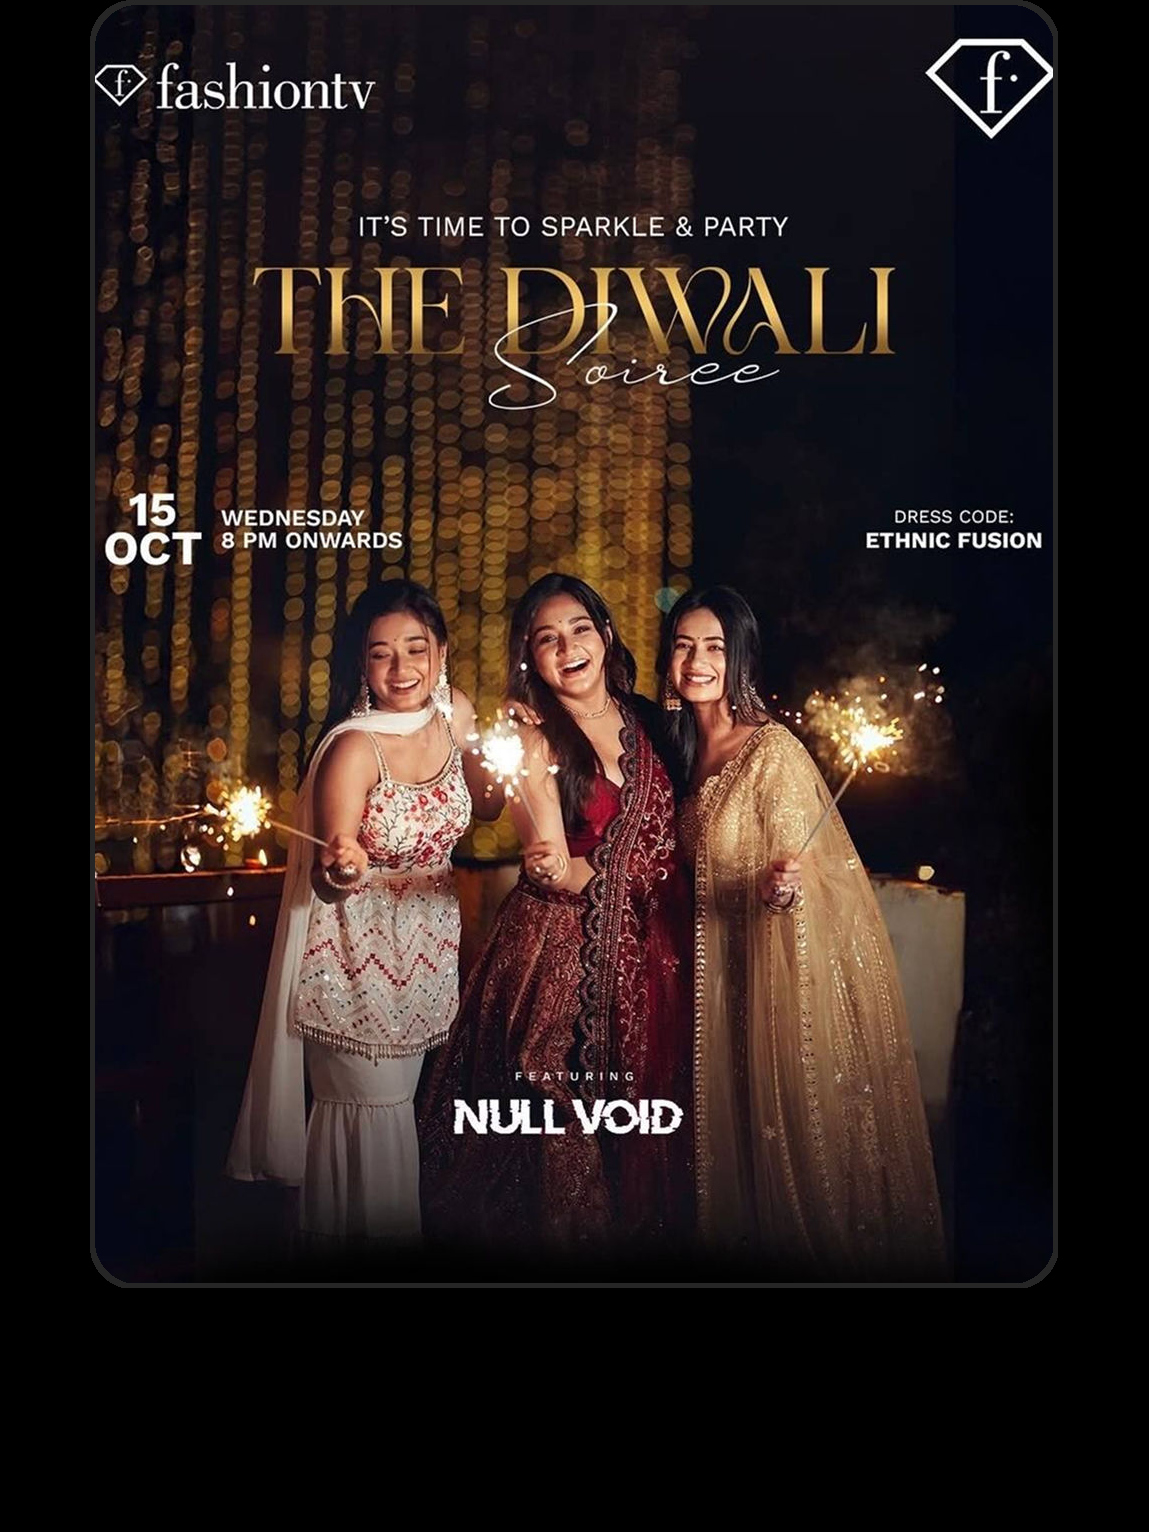 fashiontv
f
IT'S TIME TO SPARKLE & PARTY
THE DIWALI
Soiree
15
OCT
WEDNESDAY
8 PM ONWARDS
DRESS CODE:
ETHNIC FUSION
FEATURING
NULL VOID